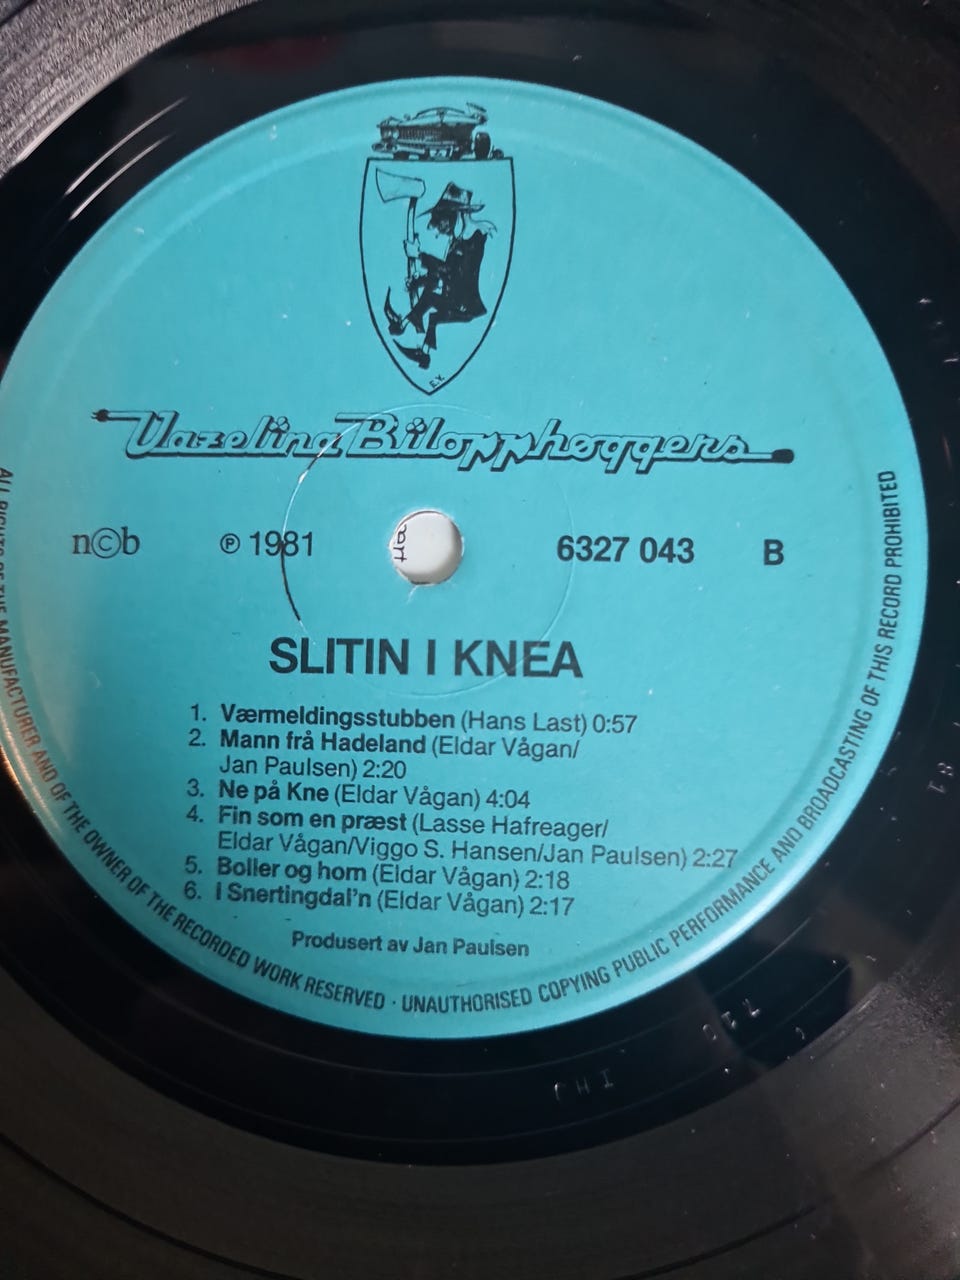 E.V.
Vazelina Bilopphøggers
n©b ℗ 1981 6327 043 B
SLITIN I KNEA
1. Værmeldingsstubben (Hans Last) 0:57
2. Mann frå Hadeland (Eldar Vågan/
Jan Paulsen) 2:20
3. Ne på Kne (Eldar Vågan) 4:04
4. Fin som en præst (Lasse Hafreager/
Eldar Vågan/Viggo S. Hansen/Jan Paulsen) 2:27
5. Boller og horn (Eldar Vågan) 2:18
6. I Snertingdal'n (Eldar Vågan) 2:17
Produsert av Jan Paulsen
ALL RIGHTS OF THE MANUFACTURER AND OF THE OWNER OF THE RECORDED WORK RESERVED · UNAUTHORISED COPYING PUBLIC PERFORMANCE AND BROADCASTING OF THIS RECORD PROHIBITED